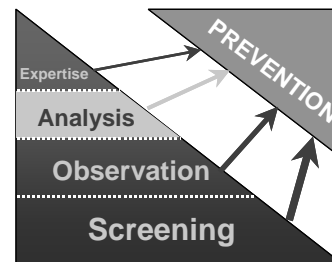 PREVENTION
Expertise
Analysis
Observation
Screening